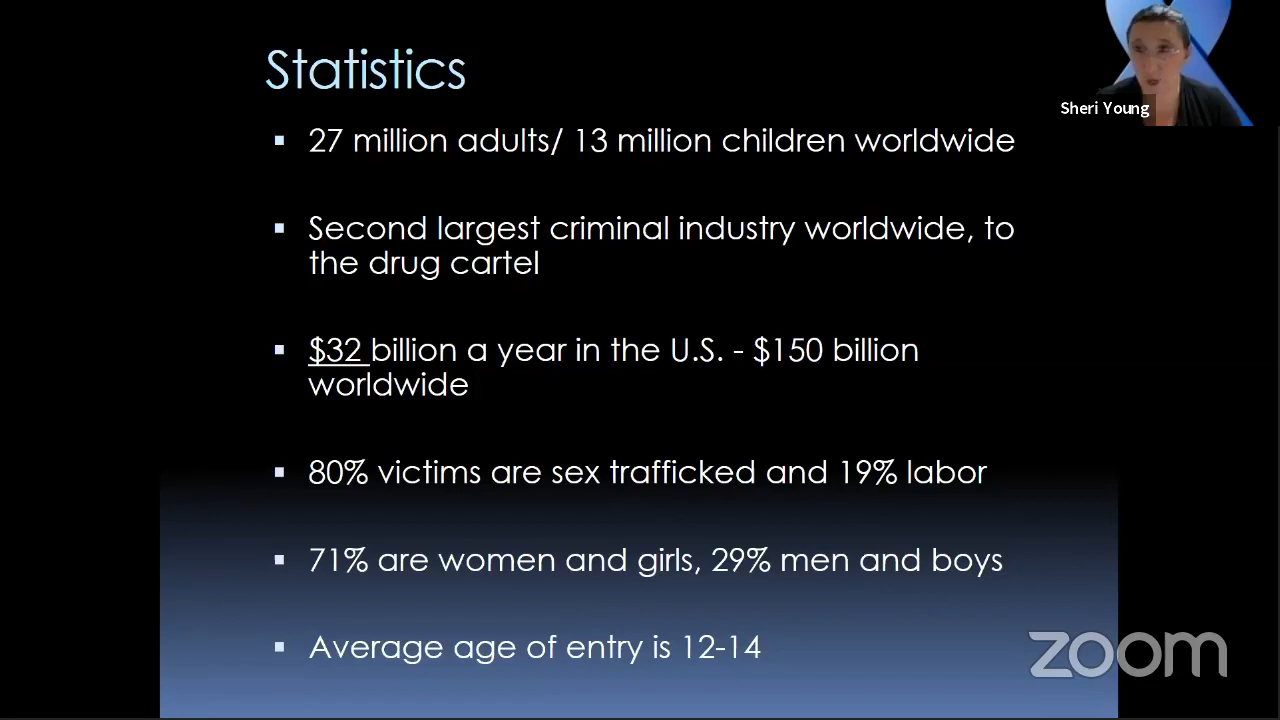 Statistics
Sheri Young
▪ 27 million adults/ 13 million children worldwide
▪ Second largest criminal industry worldwide, to
the drug cartel
▪ $32 billion a year in the U.S. - $150 billion
worldwide
▪ 80% victims are sex trafficked and 19% labor
▪ 71% are women and girls, 29% men and boys
▪ Average age of entry is 12-14
zoom